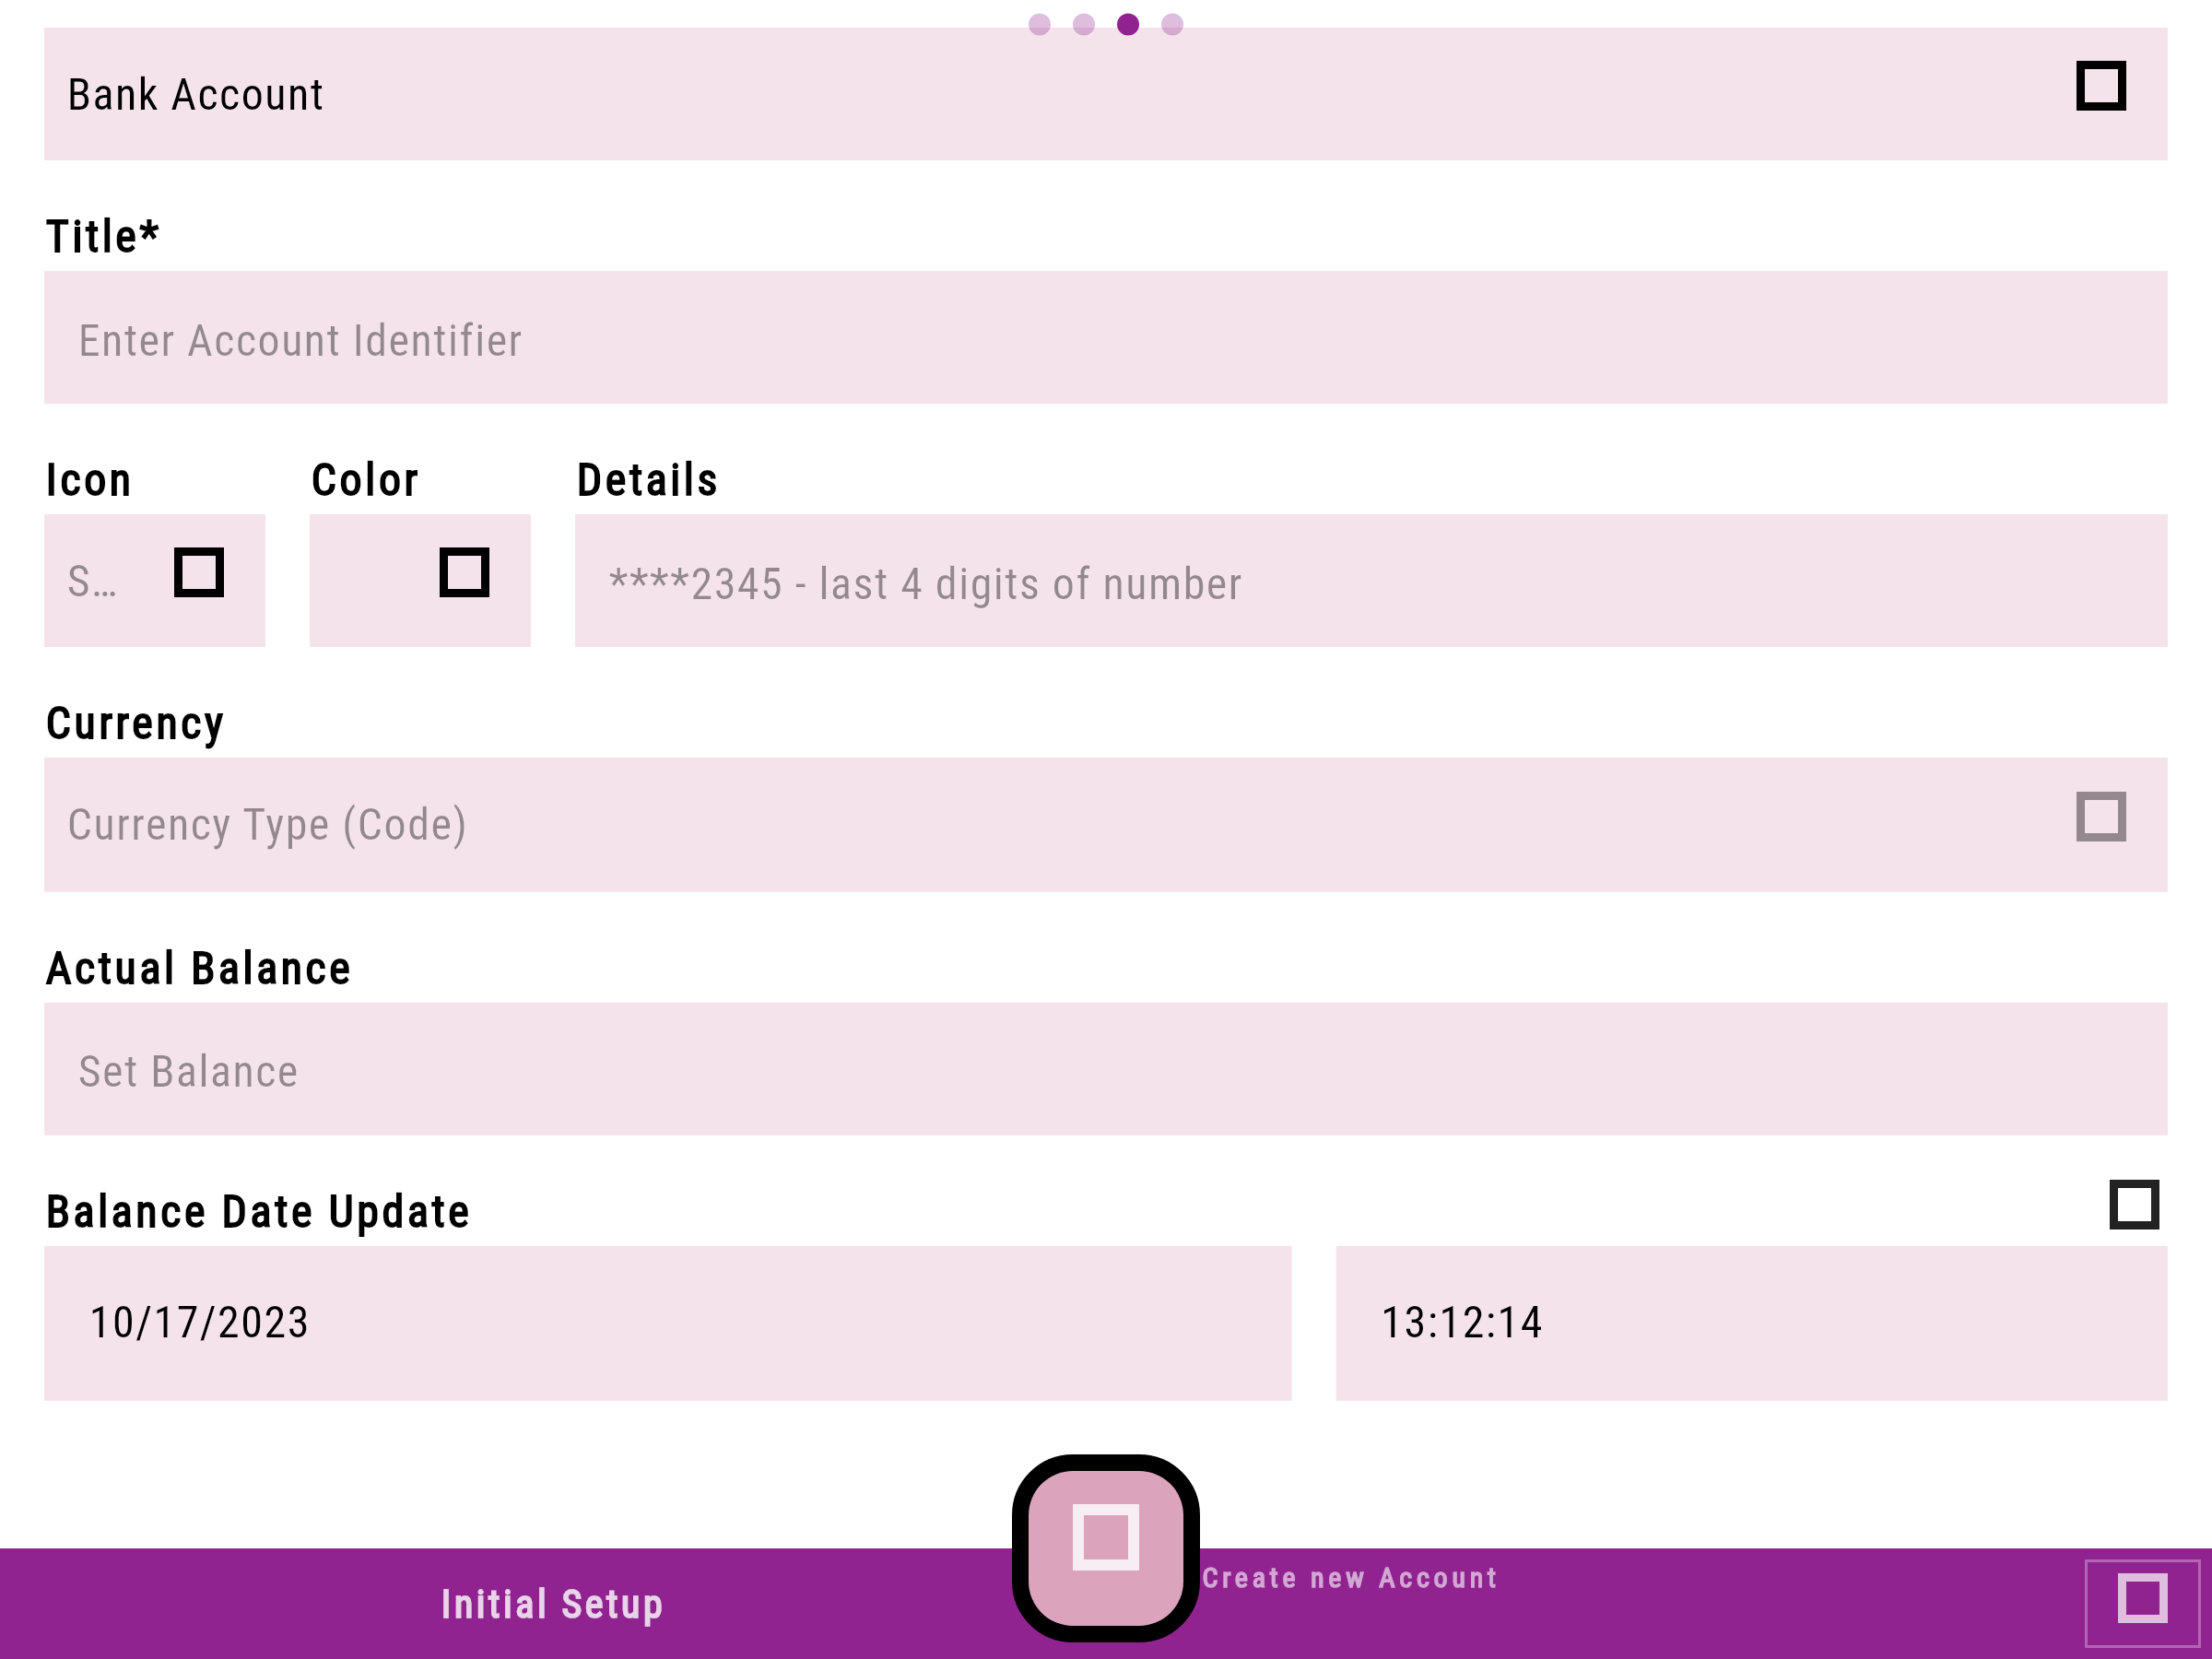 Bank Account
Title*
Enter Account Identifier
Icon Color Details
S… ****2345 - last 4 digits of number
Currency
Currency Type (Code)
Actual Balance
Set Balance
Balance Date Update
10/17/2023 13:12:14
Initial Setup Create new Account